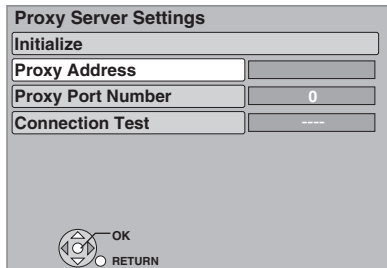 Proxy Server Settings
Initialize
Proxy Address
Proxy Port Number 0
Connection Test ----
OK
RETURN